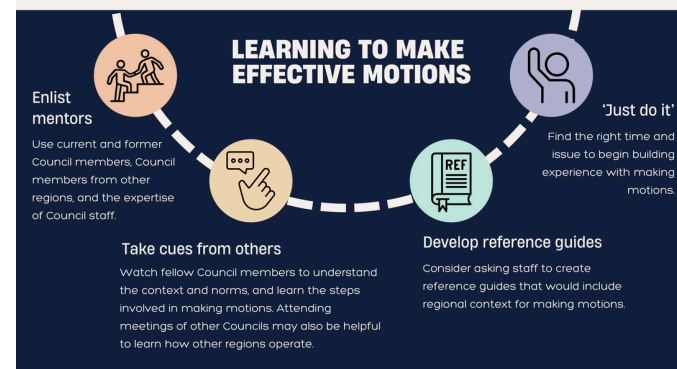 LEARNING TO MAKE
EFFECTIVE MOTIONS
Enlist
mentors
Use current and former
Council members, Council
members from other
regions, and the expertise
of Council staff.
Take cues from others
Watch fellow Council members to understand
the context and norms, and learn the steps
involved in making motions. Attending
meetings of other Councils may also be helpful
to learn how other regions operate.
REF
Develop reference guides
Consider asking staff to create
reference guides that would include
regional context for making motions.
'Just do it'
Find the right time and
issue to begin building
experience with making
motions.